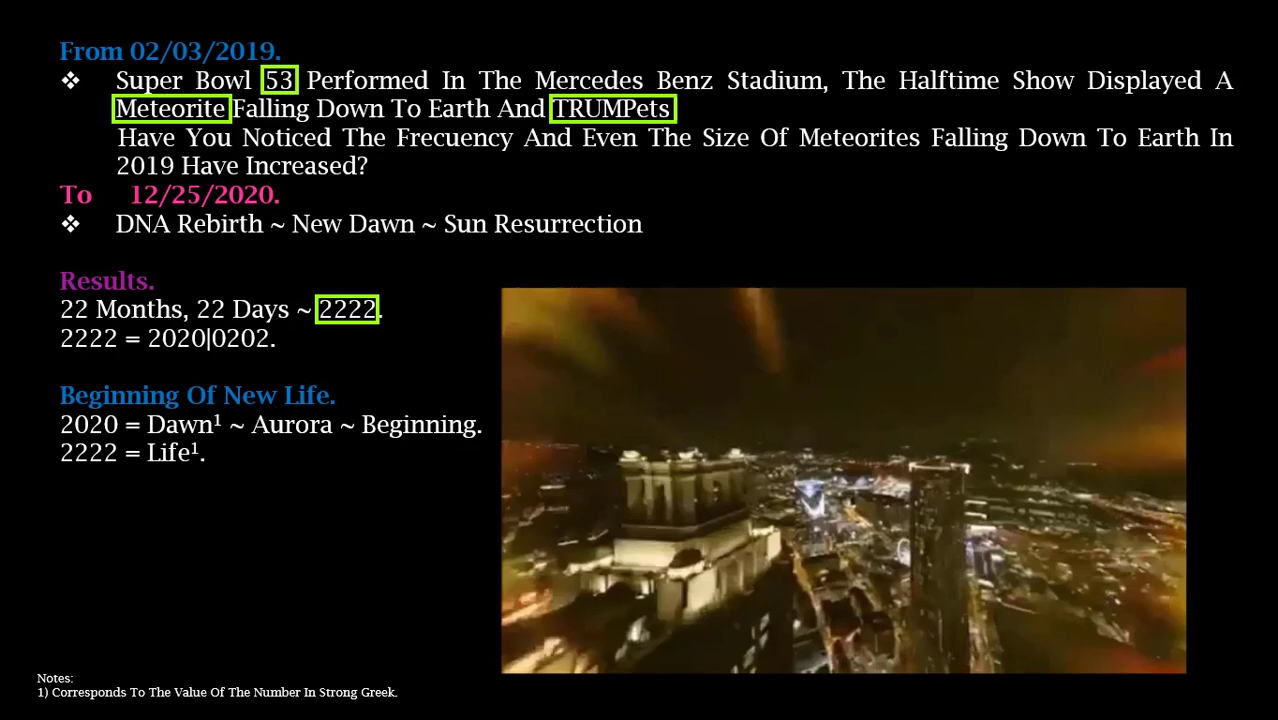 From 02/03/2019.
❖ Super Bowl 53 Performed In The Mercedes Benz Stadium, The Halftime Show Displayed A
Meteorite Falling Down To Earth And TRUMPets
Have You Noticed The Frecuency And Even The Size Of Meteorites Falling Down To Earth In
2019 Have Increased?
To 12/25/2020.
❖ DNA Rebirth ~ New Dawn ~ Sun Resurrection
Results.
22 Months, 22 Days ~ 2222.
2222 = 2020|0202.
Beginning Of New Life.
2020 = Dawn¹ ~ Aurora ~ Beginning.
2222 = Life¹.
Notes:
1) Corresponds To The Value Of The Number In Strong Greek.